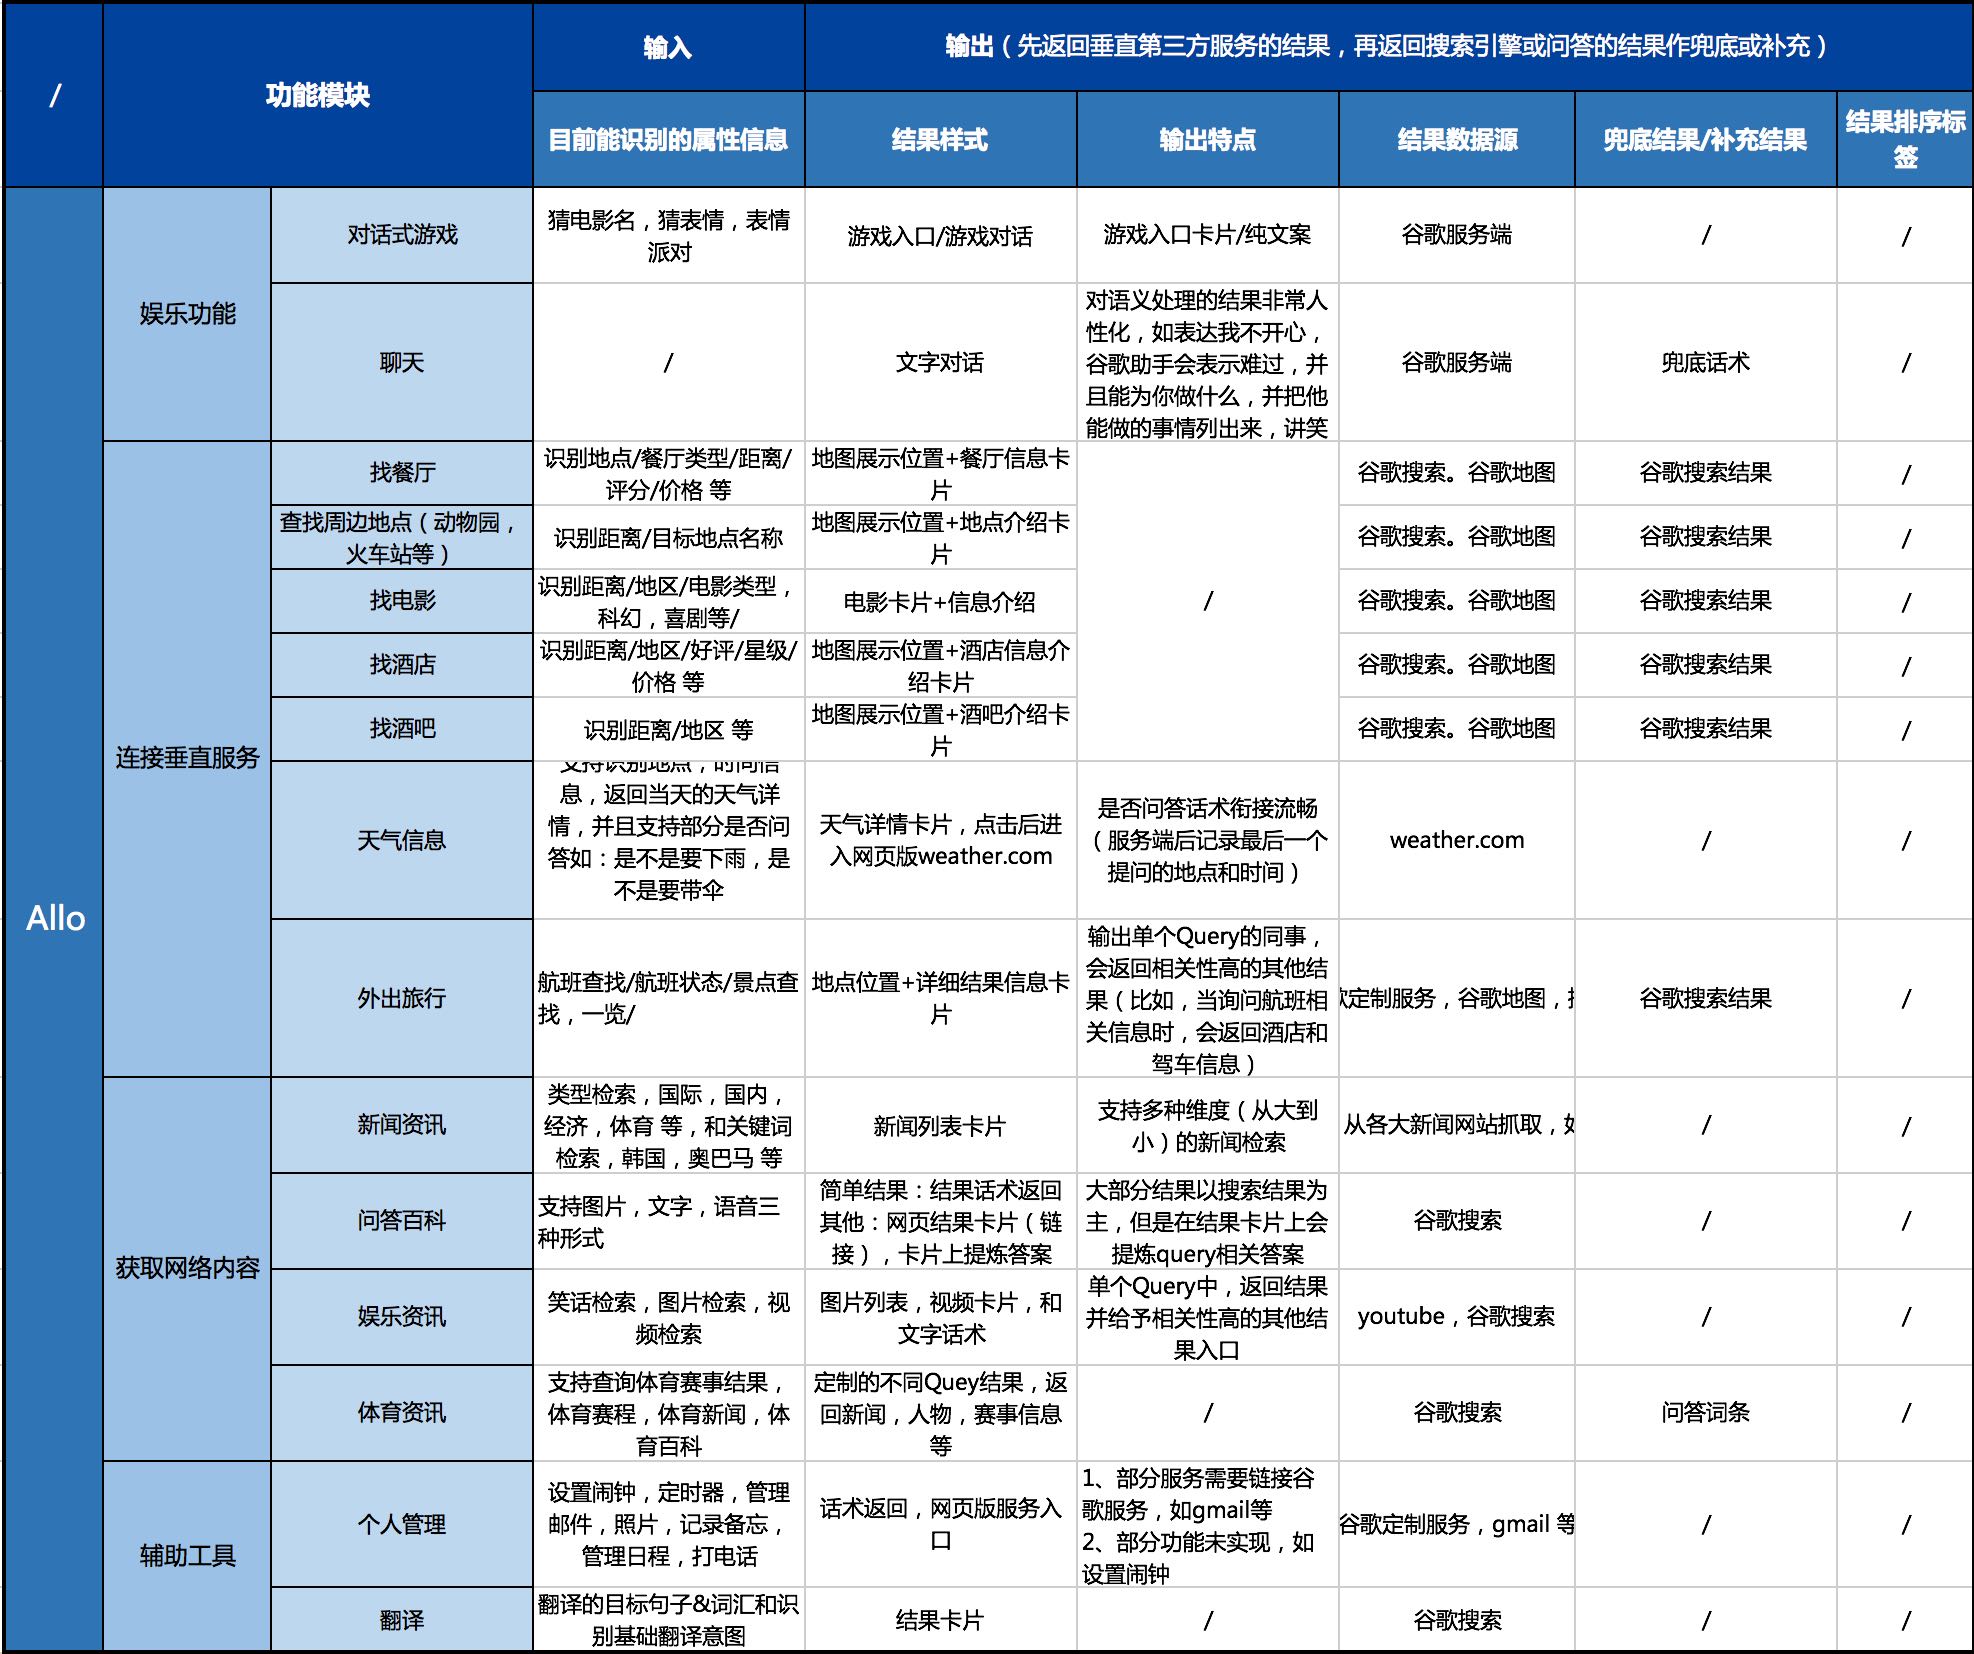 /
功能模块
输入
输出（先返回垂直第三方服务的结果，再返回搜索引擎或问答的结果作兜底或补充）
目前能识别的属性信息
结果样式
输出特点
结果数据源
兜底结果/补充结果
结果排序标
签
Allo
娱乐功能
对话式游戏
猜电影名，猜表情，表情
派对
游戏入口/游戏对话
游戏入口卡片/纯文案
谷歌服务端
/
/
聊天
/
文字对话
对语义处理的结果非常人
性化，如表达我不开心，
谷歌助手会表示难过，并
且能为你做什么，并把他
能做的事情列出来，讲笑
谷歌服务端
兜底话术
/
连接垂直服务
找餐厅
识别地点/餐厅类型/距离/
评分/价格 等
地图展示位置+餐厅信息卡
片
/
谷歌搜索。谷歌地图
谷歌搜索结果
/
查找周边地点（动物园，
火车站等）
识别距离/目标地点名称
地图展示位置+地点介绍卡
片
谷歌搜索。谷歌地图
谷歌搜索结果
/
找电影
识别距离/地区/电影类型，
科幻，喜剧等/
电影卡片+信息介绍
谷歌搜索。谷歌地图
谷歌搜索结果
/
找酒店
识别距离/地区/好评/星级/
价格 等
地图展示位置+酒店信息介
绍卡片
谷歌搜索。谷歌地图
谷歌搜索结果
/
找酒吧
识别距离/地区 等
地图展示位置+酒吧介绍卡
片
谷歌搜索。谷歌地图
谷歌搜索结果
/
天气信息
支持识别地点，时间信
息，返回当天的天气详
情，并且支持部分是否问
答如：是不是要下雨，是
不是要带伞
天气详情卡片，点击后进
入网页版weather.com
是否问答话术衔接流畅
（服务端后记录最后一个
提问的地点和时间）
weather.com
/
/
外出旅行
航班查找/航班状态/景点查
找，一览/
地点位置+详细结果信息卡
片
输出单个Query的同事，
会返回相关性高的其他结
果（比如，当询问航班相
关信息时，会返回酒店和
驾车信息）
定制服务，谷歌地图，
谷歌搜索结果
/
获取网络内容
新闻资讯
类型检索，国际，国内，
经济，体育 等，和关键词
检索，韩国，奥巴马 等
新闻列表卡片
支持多种维度（从大到
小）的新闻检索
从各大新闻网站抓取，
/
/
问答百科
支持图片，文字，语音三
种形式
简单结果：结果话术返回
其他：网页结果卡片（链
接），卡片上提炼答案
大部分结果以搜索结果为
主，但是在结果卡片上会
提炼query相关答案
谷歌搜索
/
/
娱乐资讯
笑话检索，图片检索，视
频检索
图片列表，视频卡片，和
文字话术
单个Query中，返回结果
并给予相关性高的其他结
果入口
youtube，谷歌搜索
/
/
体育资讯
支持查询体育赛事结果，
体育赛程，体育新闻，体
育百科
定制的不同Quey结果，返
回新闻，人物，赛事信息
等
/
谷歌搜索
问答词条
/
辅助工具
个人管理
设置闹钟，定时器，管理
邮件，照片，记录备忘，
管理日程，打电话
话术返回，网页版服务入
口
1、部分服务需要链接谷
歌服务，如gmail等
2、部分功能未实现，如
设置闹钟
谷歌定制服务，gmail 等
/
/
翻译
翻译的目标句子&词汇和识
别基础翻译意图
结果卡片
/
谷歌搜索
/
/